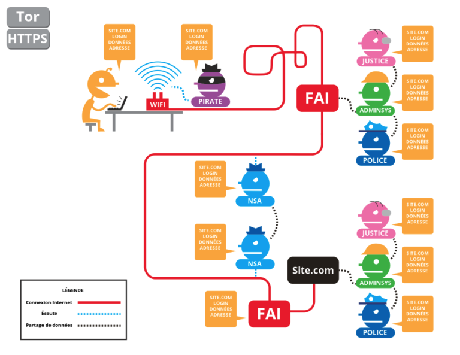 Tor
HTTPS
SITE.COM
LOGIN
DONNÉES
ADRESSE
SITE.COM
LOGIN
DONNÉES
ADRESSE
WIFI
PIRATE
FAI
SITE.COM
LOGIN
DONNÉES
ADRESSE
JUSTICE
SITE.COM
LOGIN
DONNÉES
ADRESSE
ADMINSYS
SITE.COM
LOGIN
DONNÉES
ADRESSE
POLICE
SITE.COM
LOGIN
DONNÉES
ADRESSE
NSA
SITE.COM
LOGIN
DONNÉES
ADRESSE
NSA
SITE.COM
LOGIN
DONNÉES
ADRESSE
JUSTICE
SITE.COM
LOGIN
DONNÉES
ADRESSE
ADMINSYS
SITE.COM
LOGIN
DONNÉES
ADRESSE
POLICE
Site.com
SITE.COM
LOGIN
DONNÉES
ADRESSE
FAI
LÉGENDE
Connexion internet
Écoute
Partage de données